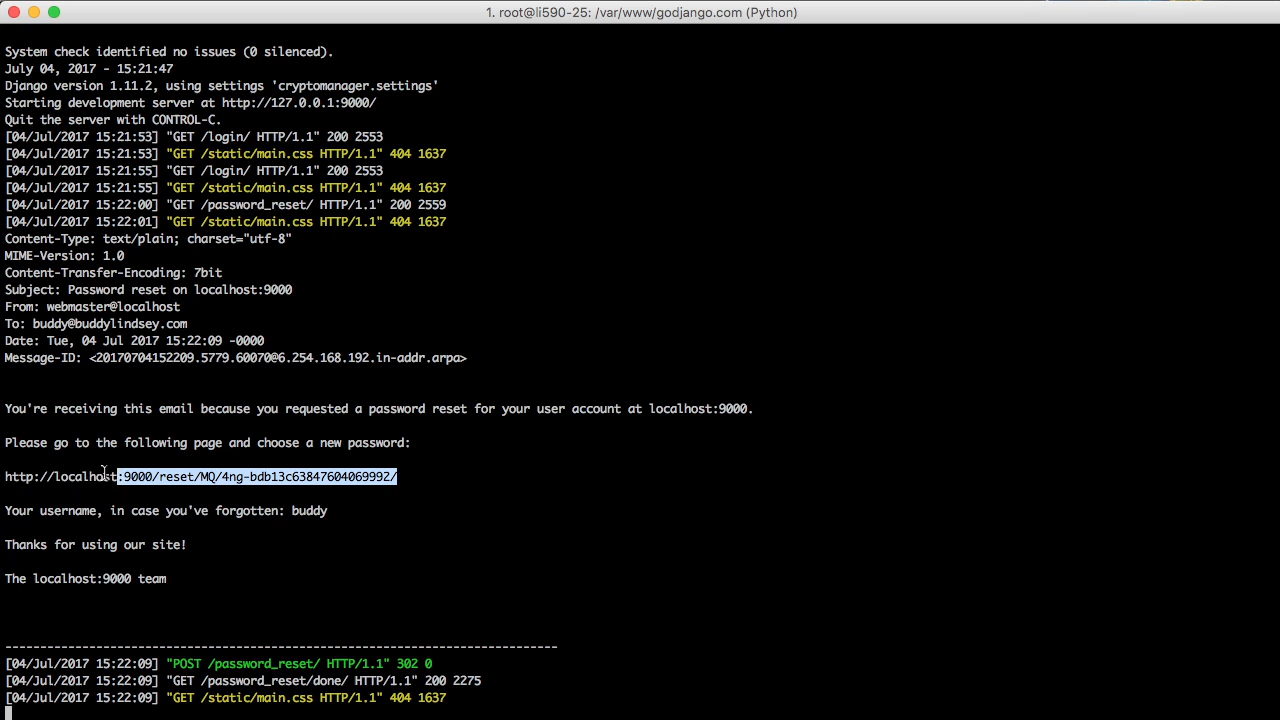 1. root@li590-25: /var/www/godjango.com (Python)
System check identified no issues (0 silenced).
July 04, 2017 - 15:21:47
Django version 1.11.2, using settings 'cryptomanager.settings'
Starting development server at http://127.0.0.1:9000/
Quit the server with CONTROL-C.
[04/Jul/2017 15:21:53] "GET /login/ HTTP/1.1" 200 2553
[04/Jul/2017 15:21:53] "GET /static/main.css HTTP/1.1" 404 1637
[04/Jul/2017 15:21:55] "GET /login/ HTTP/1.1" 200 2553
[04/Jul/2017 15:21:55] "GET /static/main.css HTTP/1.1" 404 1637
[04/Jul/2017 15:22:00] "GET /password_reset/ HTTP/1.1" 200 2559
[04/Jul/2017 15:22:01] "GET /static/main.css HTTP/1.1" 404 1637
Content-Type: text/plain; charset="utf-8"
MIME-Version: 1.0
Content-Transfer-Encoding: 7bit
Subject: Password reset on localhost:9000
From: webmaster@localhost
To: buddy@buddylindsey.com
Date: Tue, 04 Jul 2017 15:22:09 -0000
Message-ID: <20170704152209.5779.60070@6.254.168.192.in-addr.arpa>
You're receiving this email because you requested a password reset for your user account at localhost:9000.
Please go to the following page and choose a new password:
http://localhost:9000/reset/MQ/4ng-bdb13c63847604069992/
Your username, in case you've forgotten: buddy
Thanks for using our site!
The localhost:9000 team
-------------------------------------------------------------------------------
[04/Jul/2017 15:22:09] "POST /password_reset/ HTTP/1.1" 302 0
[04/Jul/2017 15:22:09] "GET /password_reset/done/ HTTP/1.1" 200 2275
[04/Jul/2017 15:22:09] "GET /static/main.css HTTP/1.1" 404 1637